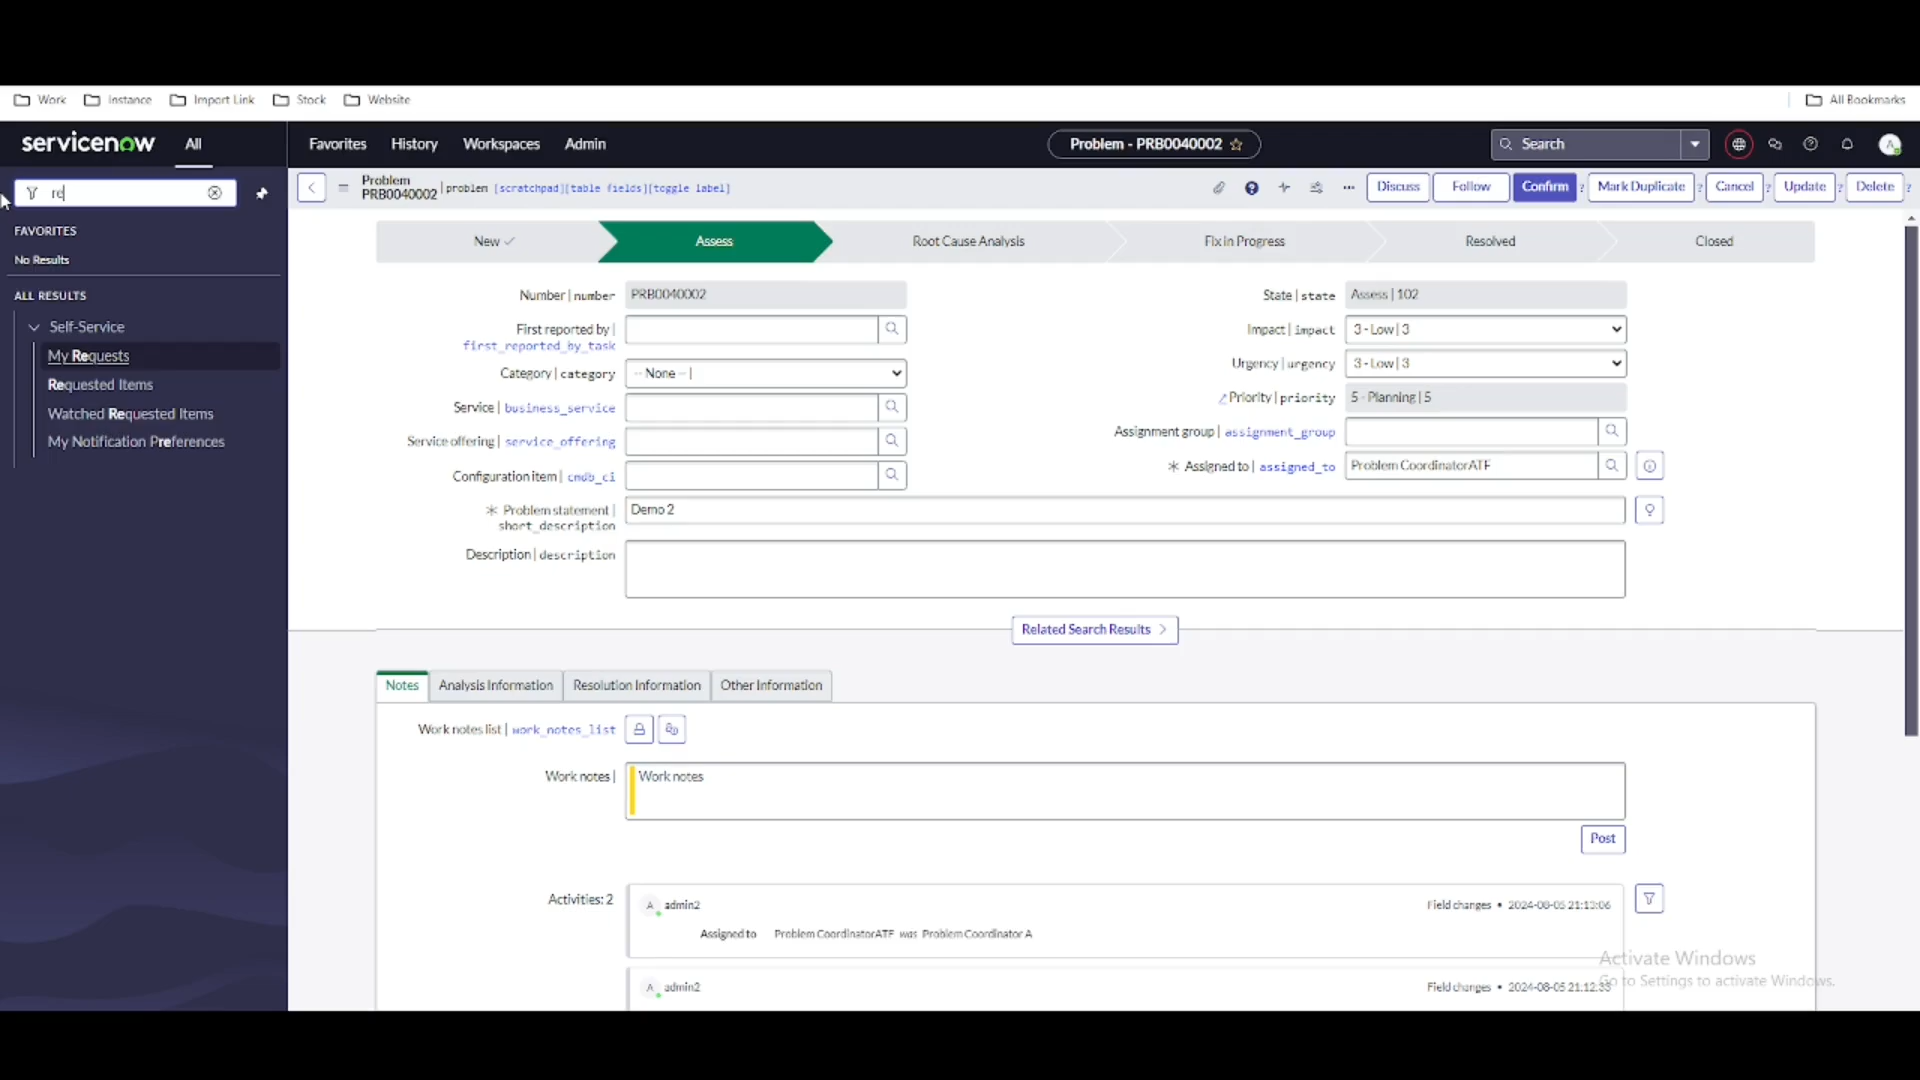 Work Instance Import Link Stock Website All Bookmarks
servicenow All Favorites History Workspaces Admin Problem - PRB0040002 Search A
re
Problem
PRB0040002 | problem [scratchpad][table fields][toggle label] Discuss Follow Confirm ? Mark Duplicate ? Cancel ? Update ? Delete ?
FAVORITES
No Results
ALL RESULTS
Self-Service
My Requests
Requested Items
Watched Requested Items
My Notification Preferences
New Assess Root Cause Analysis Fix in Progress Resolved Closed
Number | number PRB0040002
First reported by |
first_reported_by_task
Category | category -- None -- |
Service | business_service
Service offering | service_offering
Configuration item | cmdb_ci
State | state Assess | 102
Impact | impact 3 - Low | 3
Urgency | urgency 3 - Low | 3
Priority | priority 5 - Planning | 5
Assignment group | assignment_group
Assigned to | assigned_to Problem CoordinatorATF
Problem statement |
short_description Demo 2
Description | description
Related Search Results
Notes Analysis Information Resolution Information Other Information
Work notes list | work_notes_list
Work notes | Work notes
Post
Activities: 2
A admin2 Field changes • 2024-08-05 21:13:06
Assigned to Problem CoordinatorATF was Problem Coordinator A
A admin2 Field changes • 2024-08-05 21:12:33
Activate Windows
Go to Settings to activate Windows.